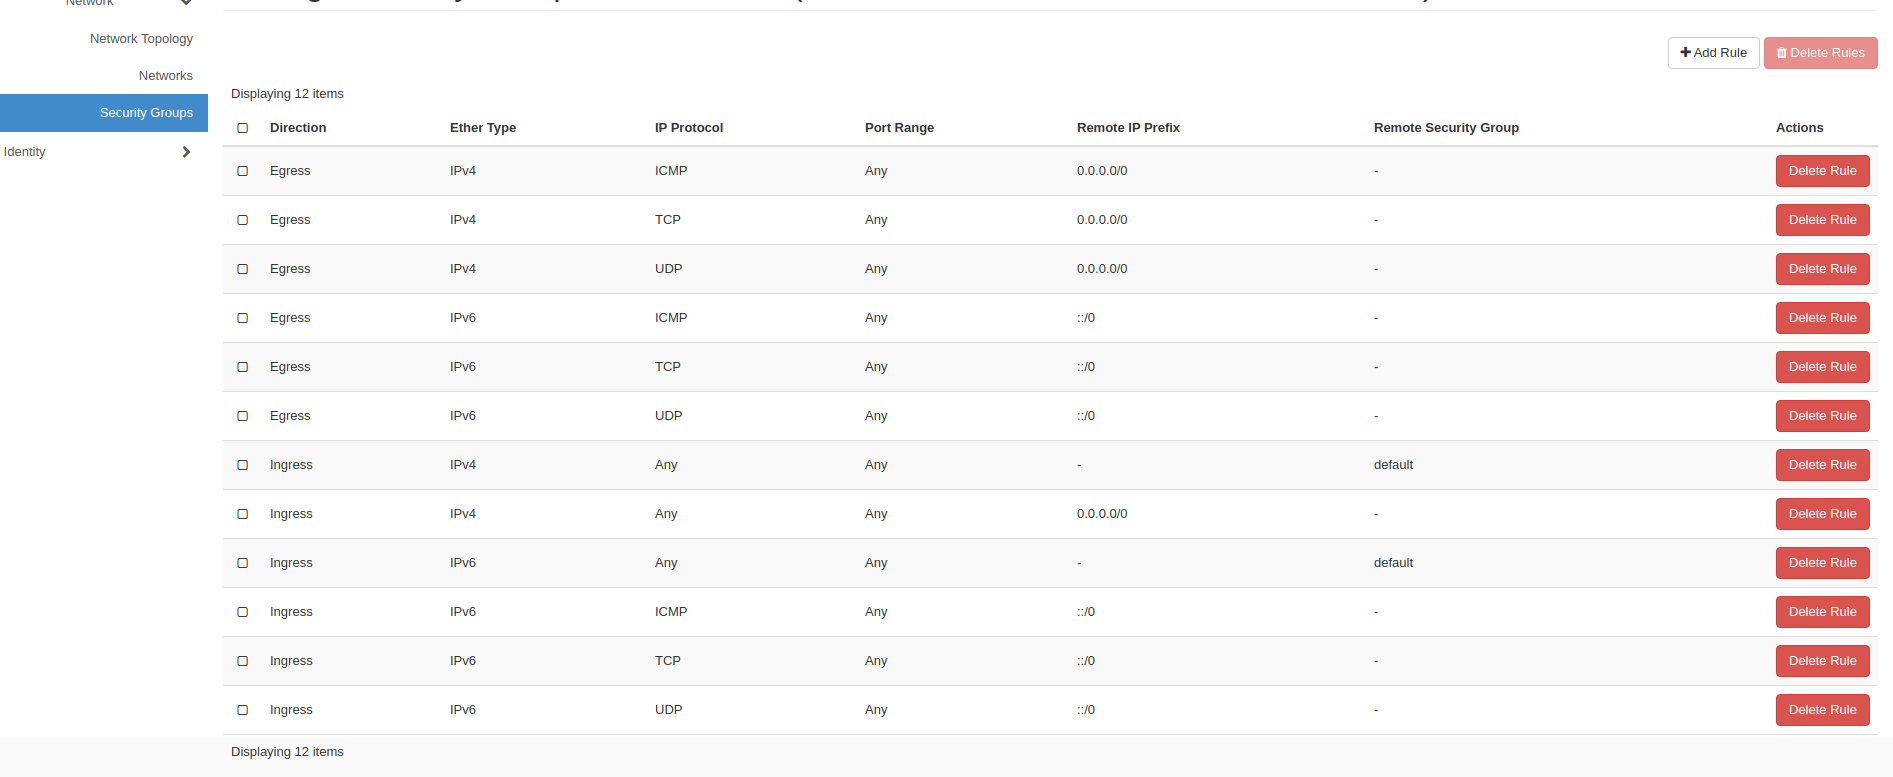 Network
Network Topology
Networks
Security Groups
Identity
Add Rule Delete Rules
Displaying 12 items
Direction Ether Type IP Protocol Port Range Remote IP Prefix Remote Security Group Actions
Egress IPv4 ICMP Any 0.0.0.0/0 - Delete Rule
Egress IPv4 TCP Any 0.0.0.0/0 - Delete Rule
Egress IPv4 UDP Any 0.0.0.0/0 - Delete Rule
Egress IPv6 ICMP Any ::/0 - Delete Rule
Egress IPv6 TCP Any ::/0 - Delete Rule
Egress IPv6 UDP Any ::/0 - Delete Rule
Ingress IPv4 Any Any - default Delete Rule
Ingress IPv4 Any Any 0.0.0.0/0 - Delete Rule
Ingress IPv6 Any Any - default Delete Rule
Ingress IPv6 ICMP Any ::/0 - Delete Rule
Ingress IPv6 TCP Any ::/0 - Delete Rule
Ingress IPv6 UDP Any ::/0 - Delete Rule
Displaying 12 items